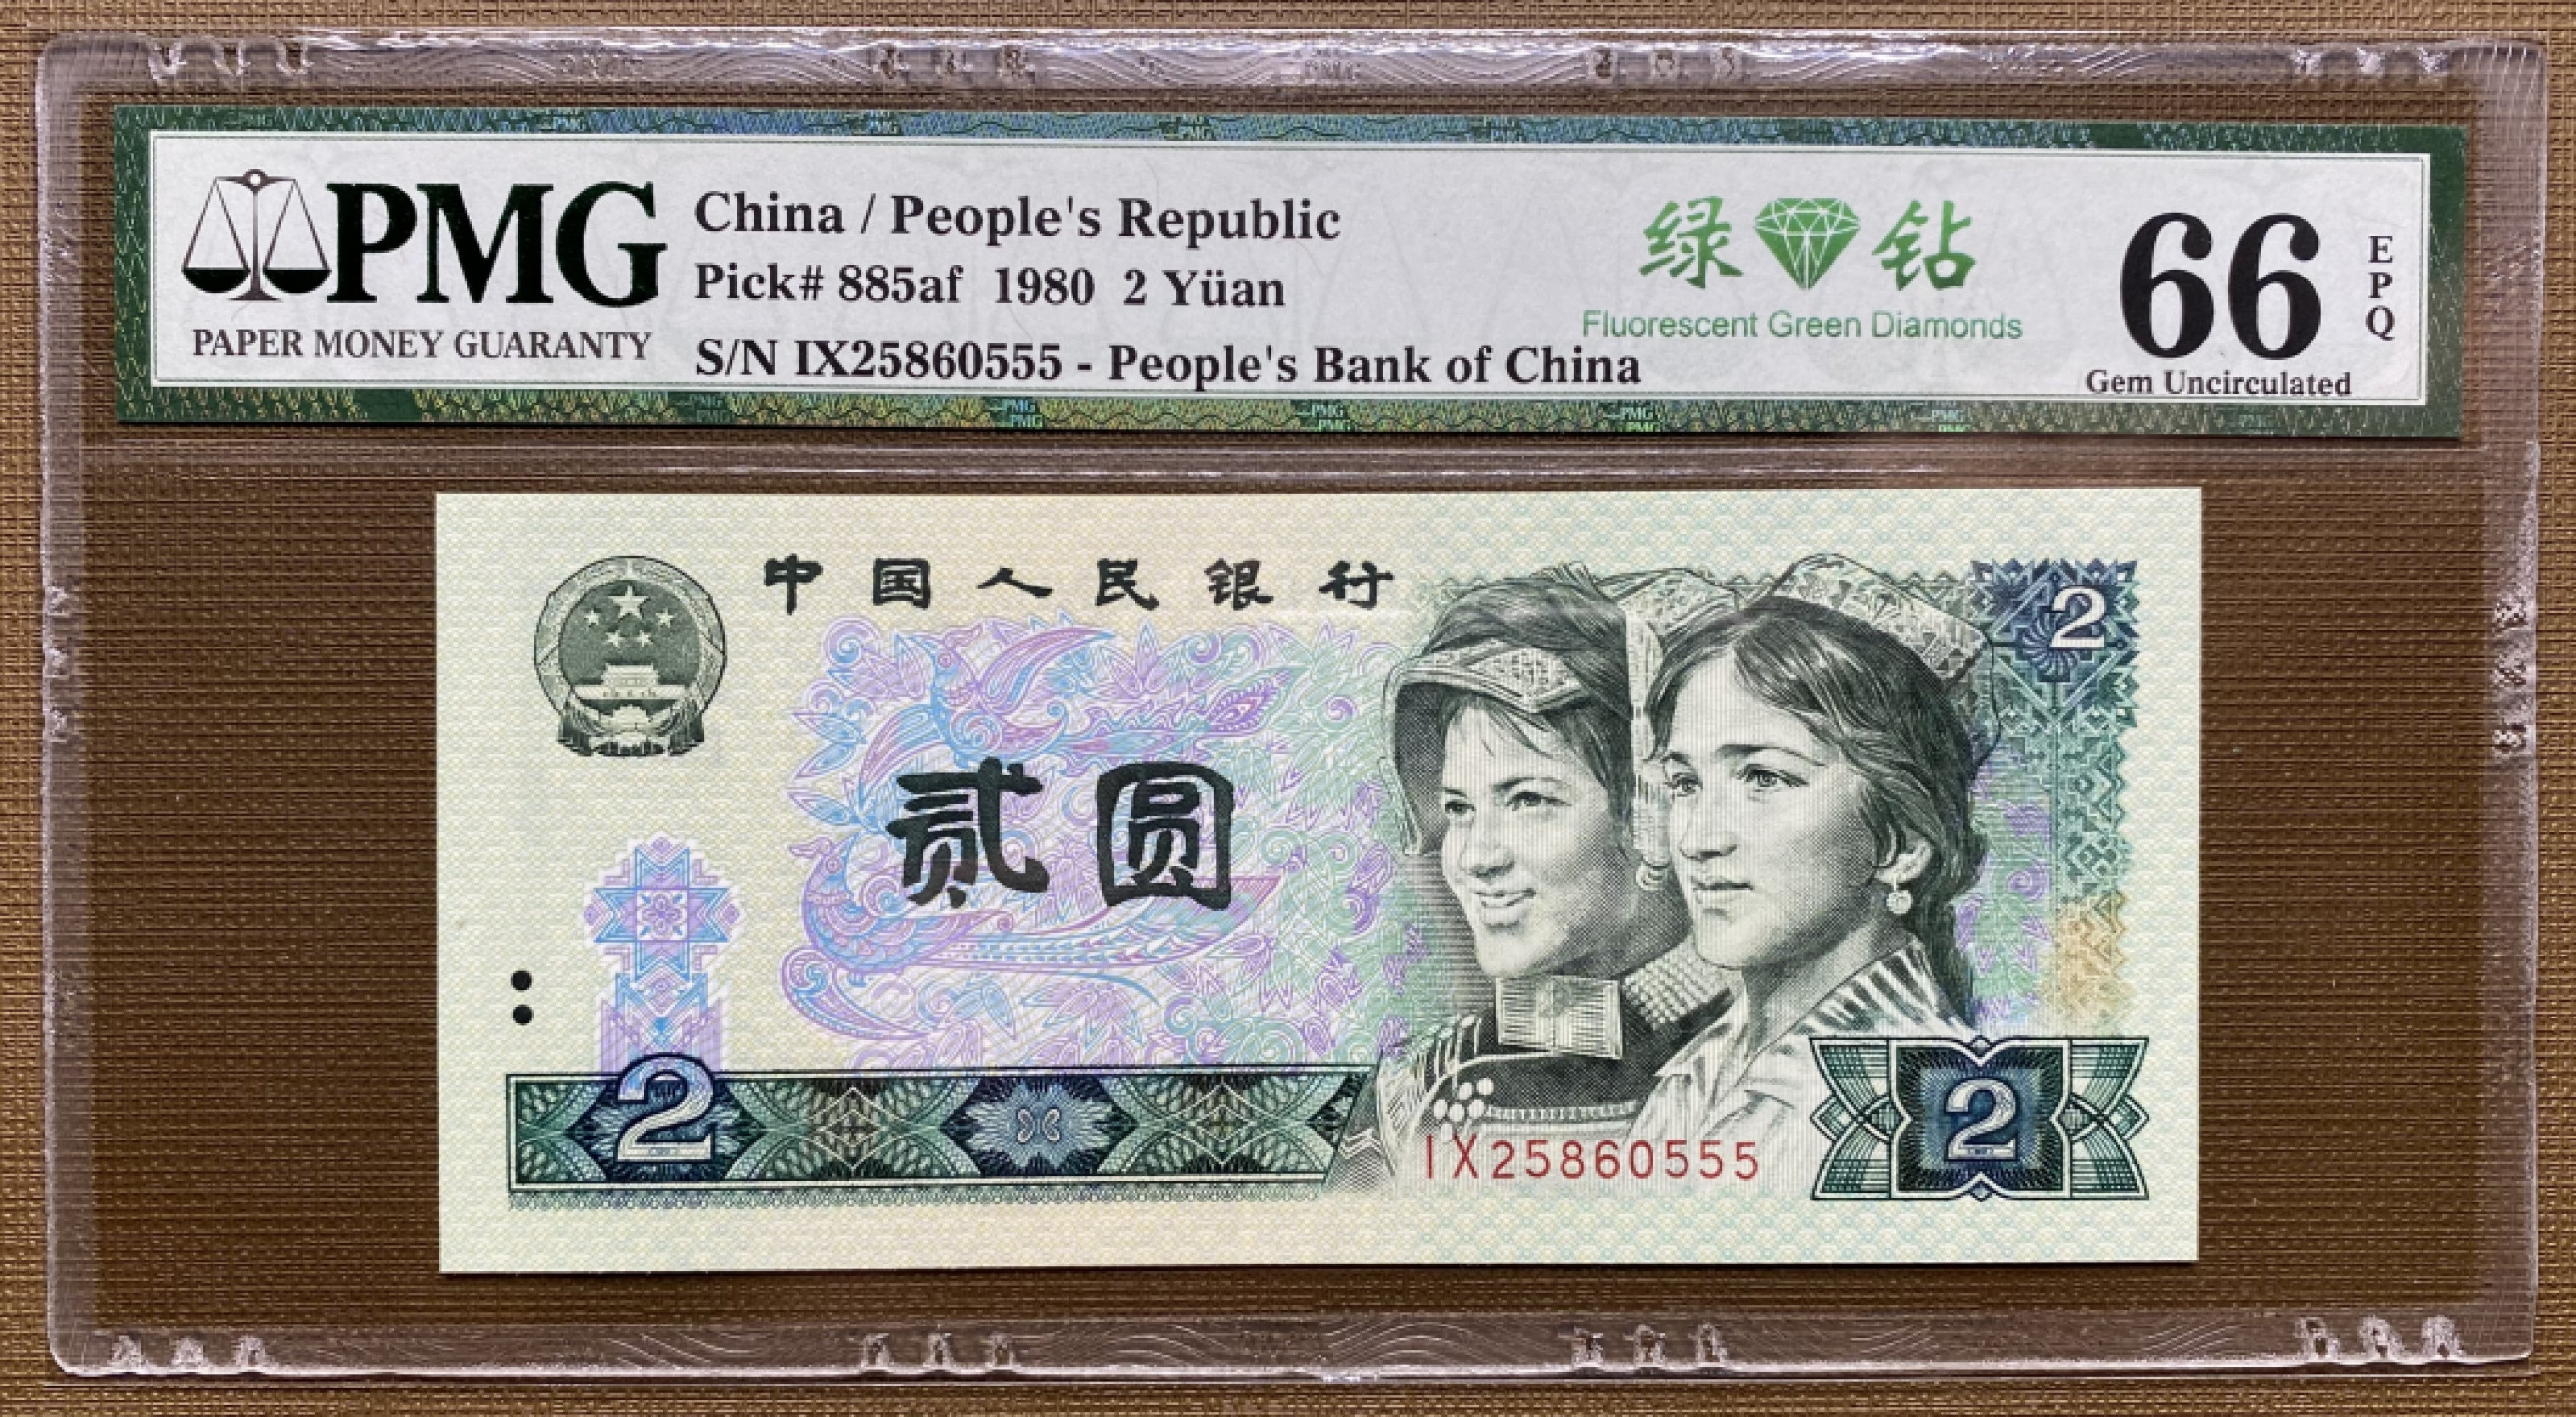 PMG
PAPER MONEY GUARANTY
China / People's Republic
Pick# 885af 1980 2 Yüan
S/N IX25860555 - People's Bank of China
绿 钻
Fluorescent Green Diamonds
66
EPQ
Gem Uncirculated
中国人民银行
2
贰圆
2
IX25860555
2